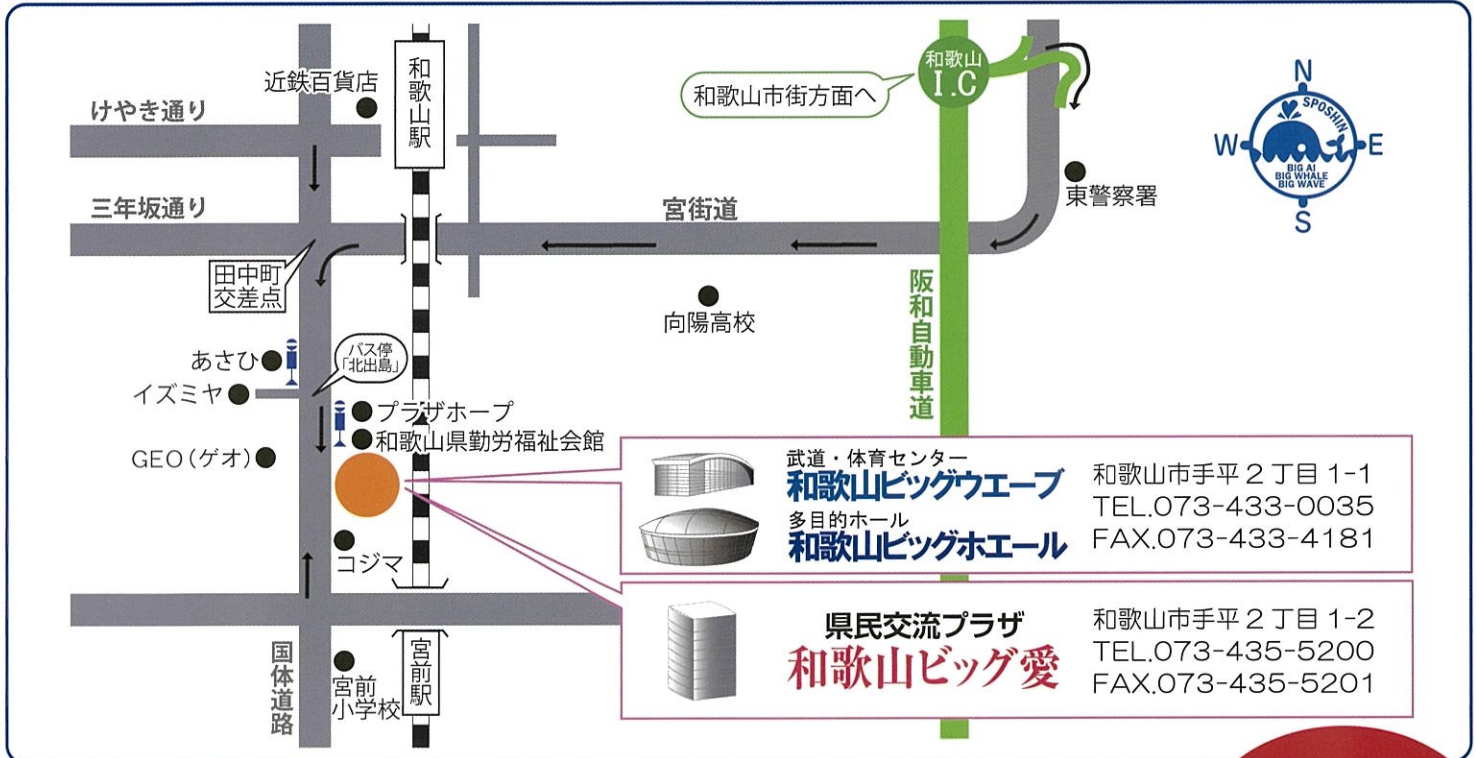 近鉄百貨店
けやき通り
和歌山駅
和歌山市街方面へ
和歌山
I.C
N
W
E
S
SPOSHIN
BIG AI
BIG WHALE
BIG WAVE
東警察署
三年坂通り
宮街道
田中町
交差点
向陽高校
阪和自動車道
あさひ
バス停
「北出島」
イズミヤ
プラザホープ
和歌山県勤労福祉会館
GEO(ゲオ)
コジマ
武道・体育センター
和歌山ビッグウエーブ
多目的ホール
和歌山ビッグホエール
和歌山市手平2丁目1-1
TEL.073-433-0035
FAX.073-433-4181
県民交流プラザ
和歌山ビッグ愛
和歌山市手平2丁目1-2
TEL.073-435-5200
FAX.073-435-5201
国体道路
宮前
小学校
宮前駅